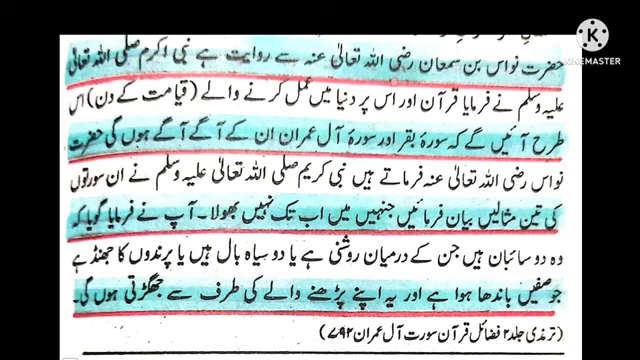 KINEMASTER
حضرت نواس بن سمعان رضی اللہ تعالیٰ عنہ سے روایت ہے نبی اکرم صلی اللہ تعالیٰ
علیہ وسلم نے فرمایا قرآن اور اس پر دنیا میں عمل کرنے والے (قیامت کے دن) اس
طرح آئیں گے کہ سورۂ بقر اور سورۂ آل عمران ان کے آگے آگے ہوں گی حضرت
نواس رضی اللہ تعالیٰ عنہ فرماتے ہیں نبی کریم صلی اللہ تعالیٰ علیہ وسلم نے ان سورتوں
کی تین مثالیں بیان فرمائیں جنہیں میں اب تک نہیں بھولا۔ آپ نے فرمایا گویا کہ
وہ دو سائبان ہیں جن کے درمیان روشنی ہے یا دو سیاہ بال ہیں یا پرندوں کا جھنڈ ہے
جو صفیں باندھا ہوا ہے اور یہ اپنے پڑھنے والے کی طرف سے جھگڑتی ہوں گی۔
(ترمذی جلد ۲ فضائل قرآن سورت آل عمران ۷۹۲)